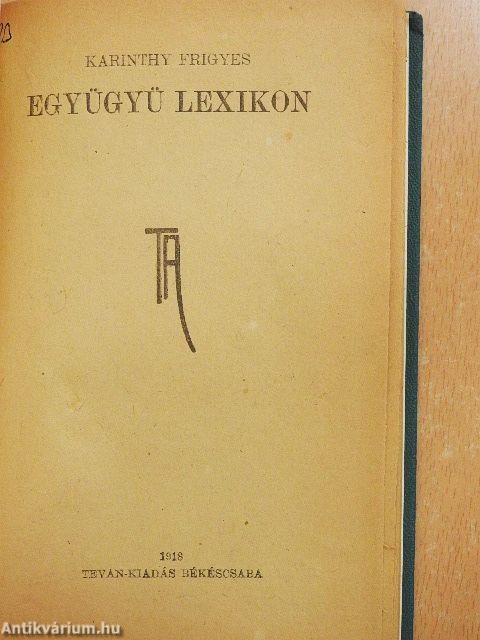 KARINTHY FRIGYES
EGYÜGYÜ LEXIKON
TA
1918
TEVAN-KIADÁS BÉKÉSCSABA
Antikvárium.hu